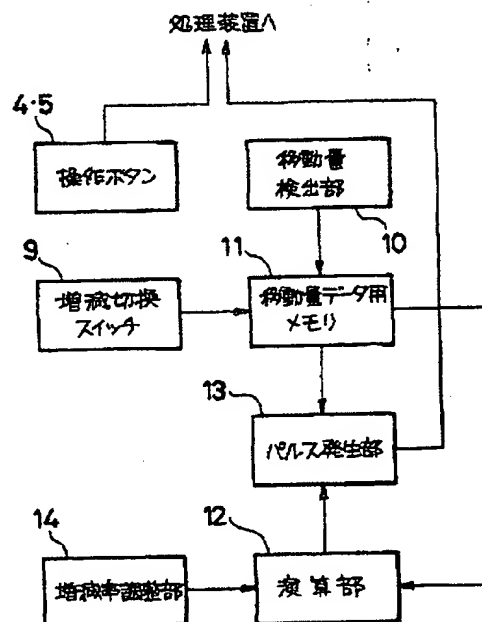 処理装置へ
4・5
操作ボタン
移動量
検出部
10
9
増減切換
スイッチ
11
移動量データ用
メモリ
13
パルス発生部
14
増減率調整部
12
演算部